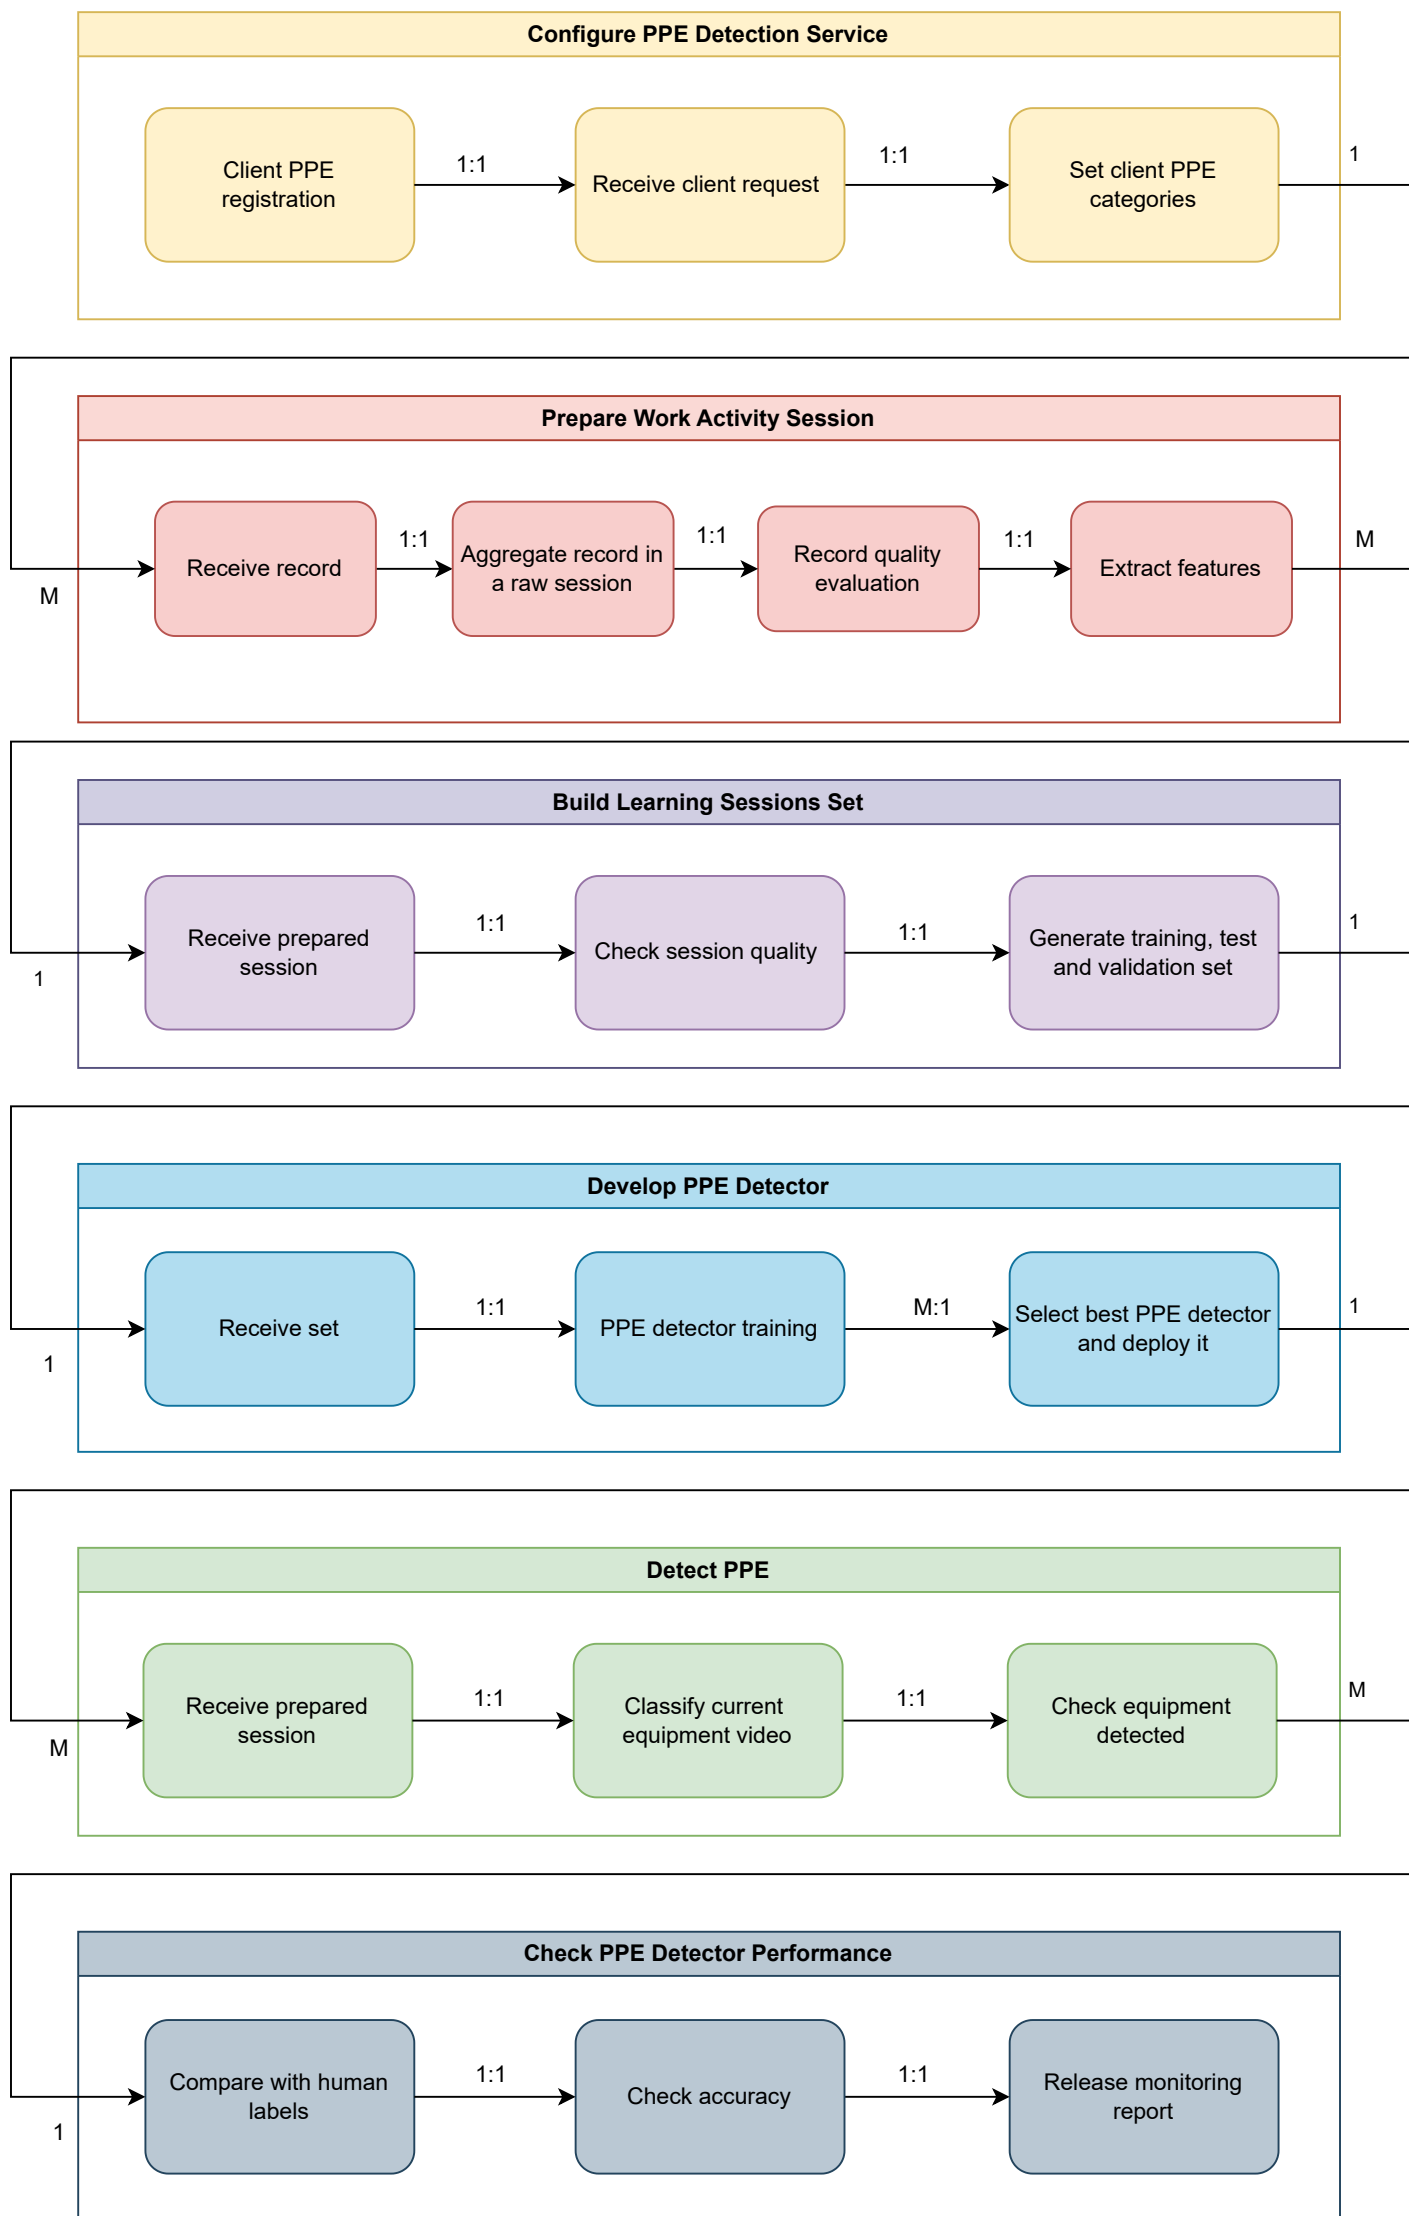 Configure PPE Detection Service
Client PPE
registration
1:1
Receive client request
1:1
Set client PPE
categories
1
Prepare Work Activity Session
M
Receive record
1:1
Aggregate record in
a raw session
1:1
Record quality
evaluation
1:1
Extract features
M
Build Learning Sessions Set
1
Receive prepared
session
1:1
Check session quality
1:1
Generate training, test
and validation set
1
Develop PPE Detector
1
Receive set
1:1
PPE detector training
M:1
Select best PPE detector
and deploy it
1
Detect PPE
M
Receive prepared
session
1:1
Classify current
equipment video
1:1
Check equipment
detected
M
Check PPE Detector Performance
1
Compare with human
labels
1:1
Check accuracy
1:1
Release monitoring
report